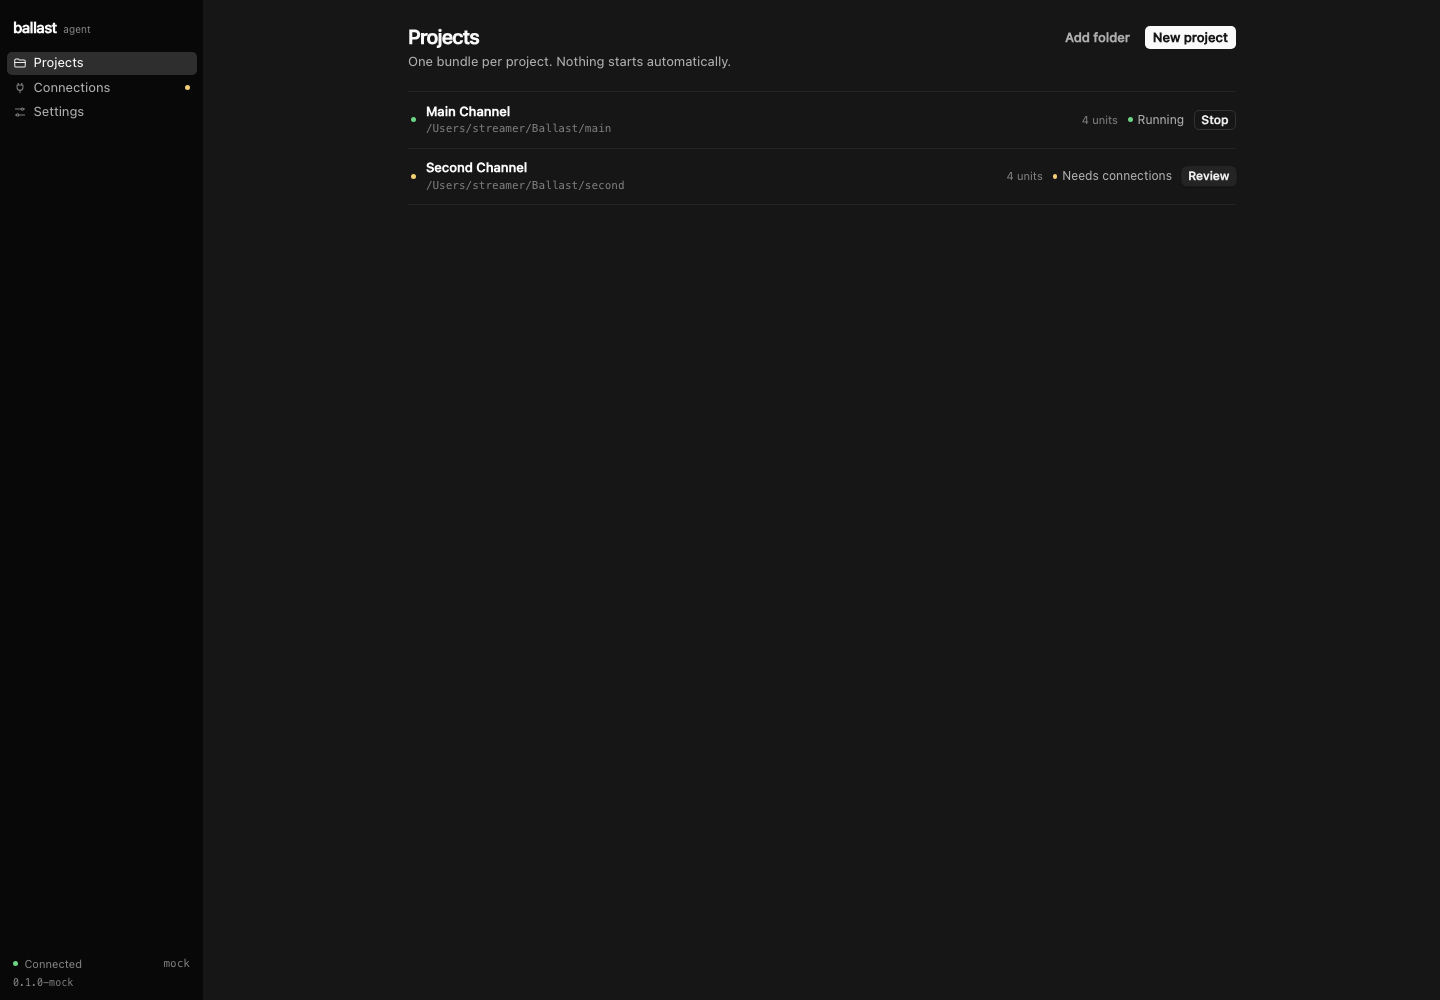 ballast agent
Projects
Connections
Settings
Projects
One bundle per project. Nothing starts automatically.
Add folder
New project
Main Channel
/Users/streamer/Ballast/main
4 units
Running
Stop
Second Channel
/Users/streamer/Ballast/second
4 units
Needs connections
Review
Connected
mock
0.1.0-mock